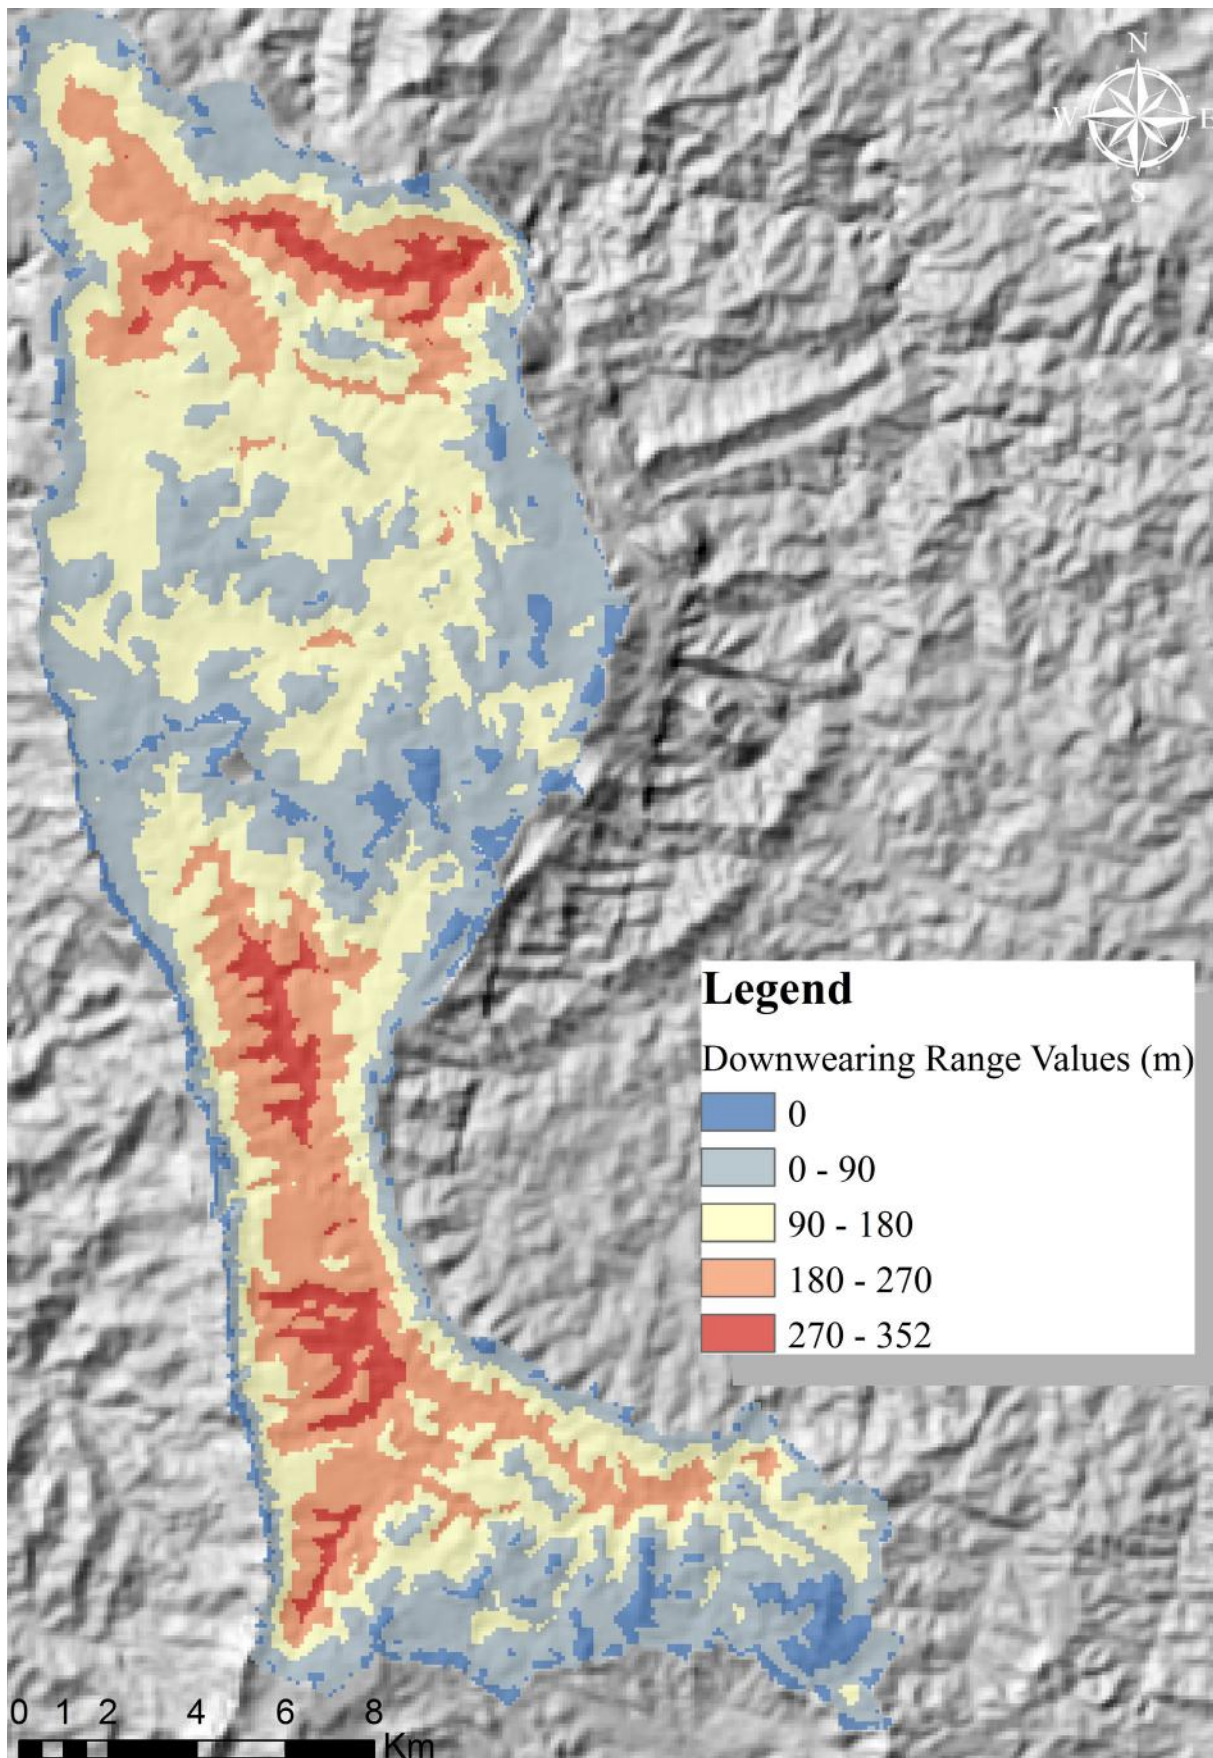 N
W E
S
Legend
Downwearing Range Values (m)
0
0 - 90
90 - 180
180 - 270
270 - 352
0 1 2 4 6 8
Km